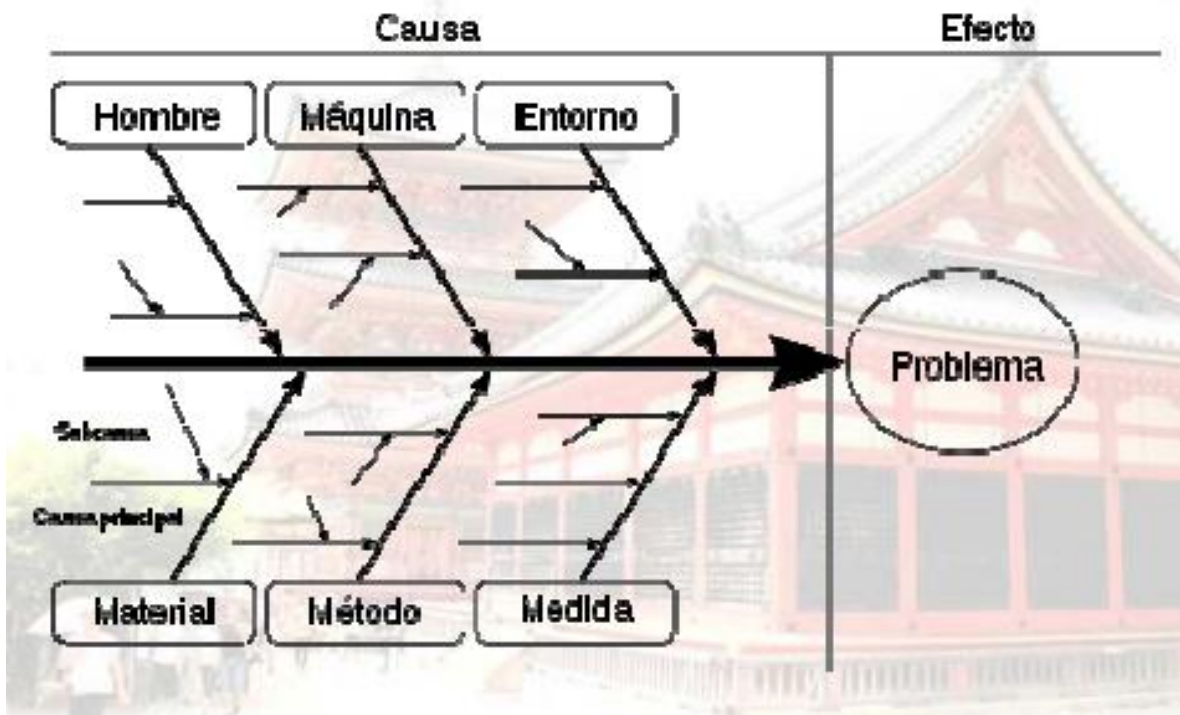 Causa
Efecto
Hombre
Máquina
Entorno
Problema
Subcausa
Causa principal
Material
Método
Medida